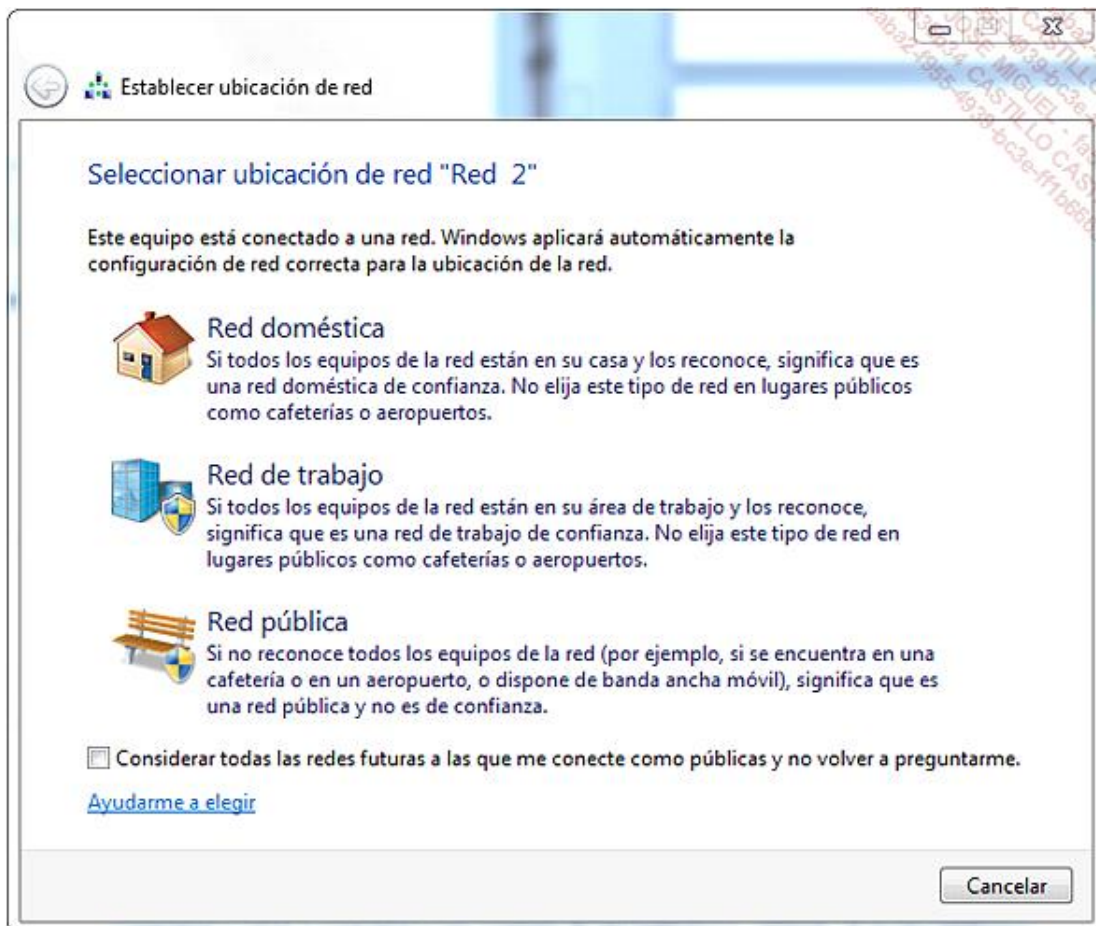 Establecer ubicación de red
Seleccionar ubicación de red "Red 2"
Este equipo está conectado a una red. Windows aplicará automáticamente la
configuración de red correcta para la ubicación de la red.
Red doméstica
Si todos los equipos de la red están en su casa y los reconoce, significa que es
una red doméstica de confianza. No elija este tipo de red en lugares públicos
como cafeterías o aeropuertos.
Red de trabajo
Si todos los equipos de la red están en su área de trabajo y los reconoce,
significa que es una red de trabajo de confianza. No elija este tipo de red en
lugares públicos como cafeterías o aeropuertos.
Red pública
Si no reconoce todos los equipos de la red (por ejemplo, si se encuentra en una
cafetería o en un aeropuerto, o dispone de banda ancha móvil), significa que es
una red pública y no es de confianza.
Considerar todas las redes futuras a las que me conecte como públicas y no volver a preguntarme.
Ayudarme a elegir
Cancelar